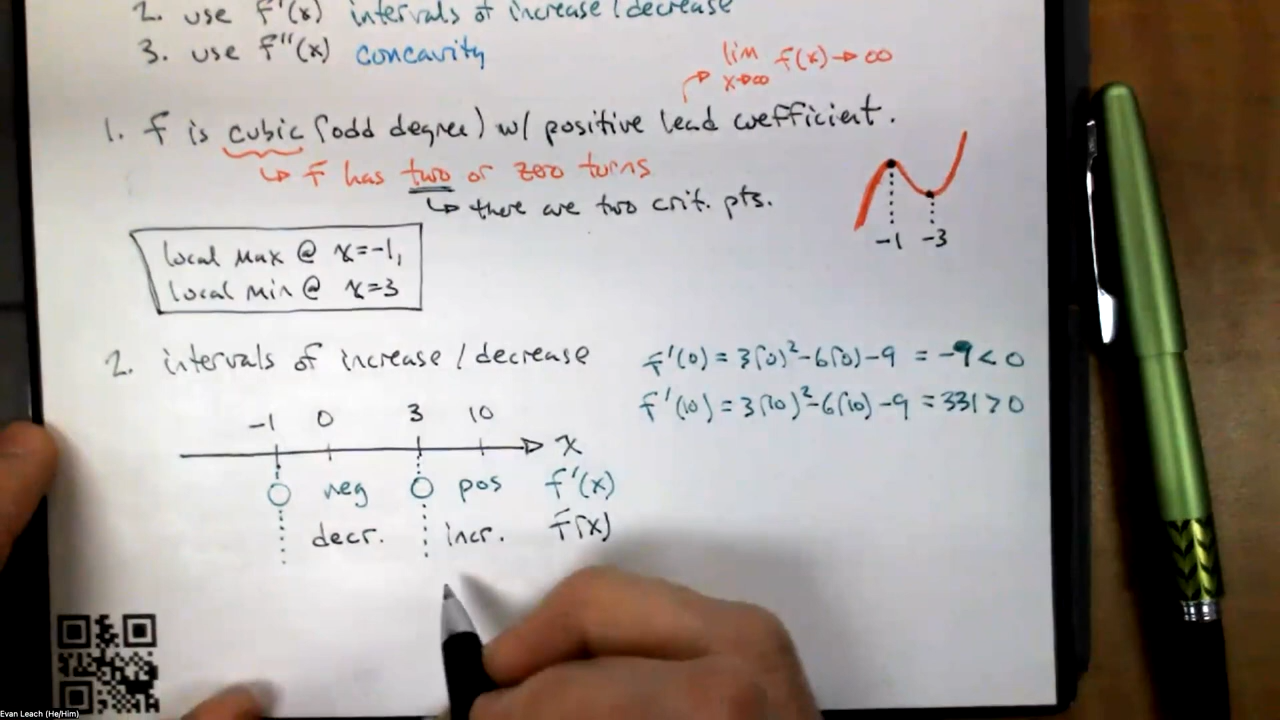 2. use f'(x) intervals of increase/decrease
3. use f''(x) concavity
lim x→∞ f(x)→∞
1. f is cubic (odd degree) w/ positive lead coefficient.
↳ f has two or zero turns
↳ there are two crit. pts.
-1 -3
local max @ x=-1,
local min @ x=3
2. intervals of increase/decrease
f'(0) = 3(0)²-6(0)-9 = -9 < 0
f'(10) = 3(10)²-6(10)-9 = 331 > 0
-1 0 3 10
x
0 neg 0 pos f'(x)
decr. incr. f(x)
Evan Leach (He/Him)